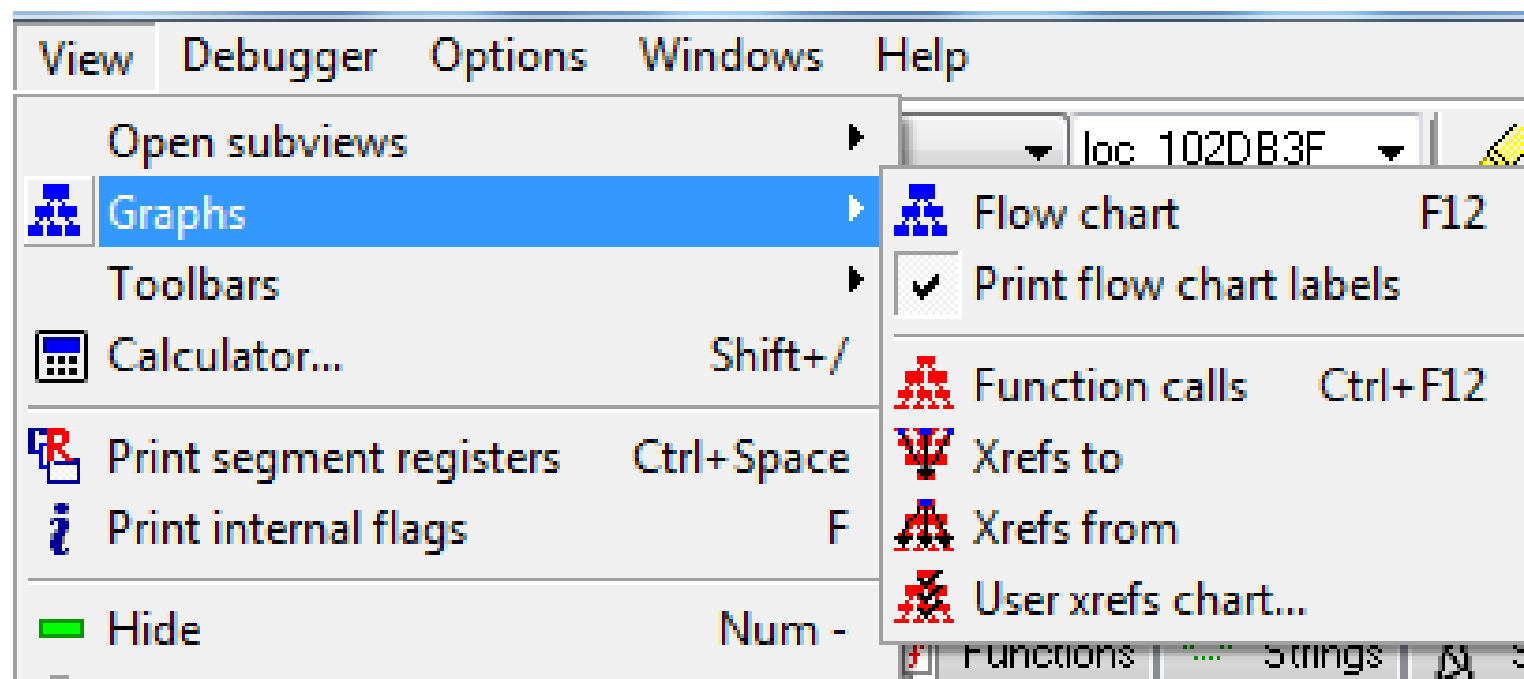 View Debugger Options Windows Help
Open subviews
loc_102DB3F
Graphs
Flow chart F12
Toolbars
Print flow chart labels
Calculator... Shift+/
Function calls Ctrl+F12
Print segment registers Ctrl+Space
Xrefs to
Print internal flags F
Xrefs from
User xrefs chart...
Hide Num -
Functions Strings